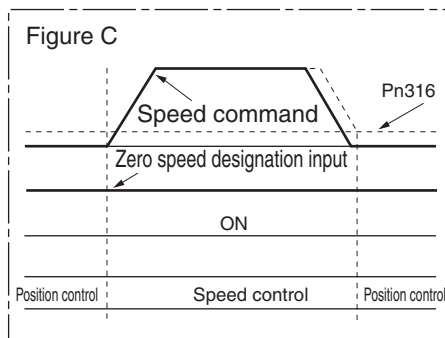 Figure C
Pn316
Speed command
Zero speed designation input
ON
Position control
Speed control
Position control